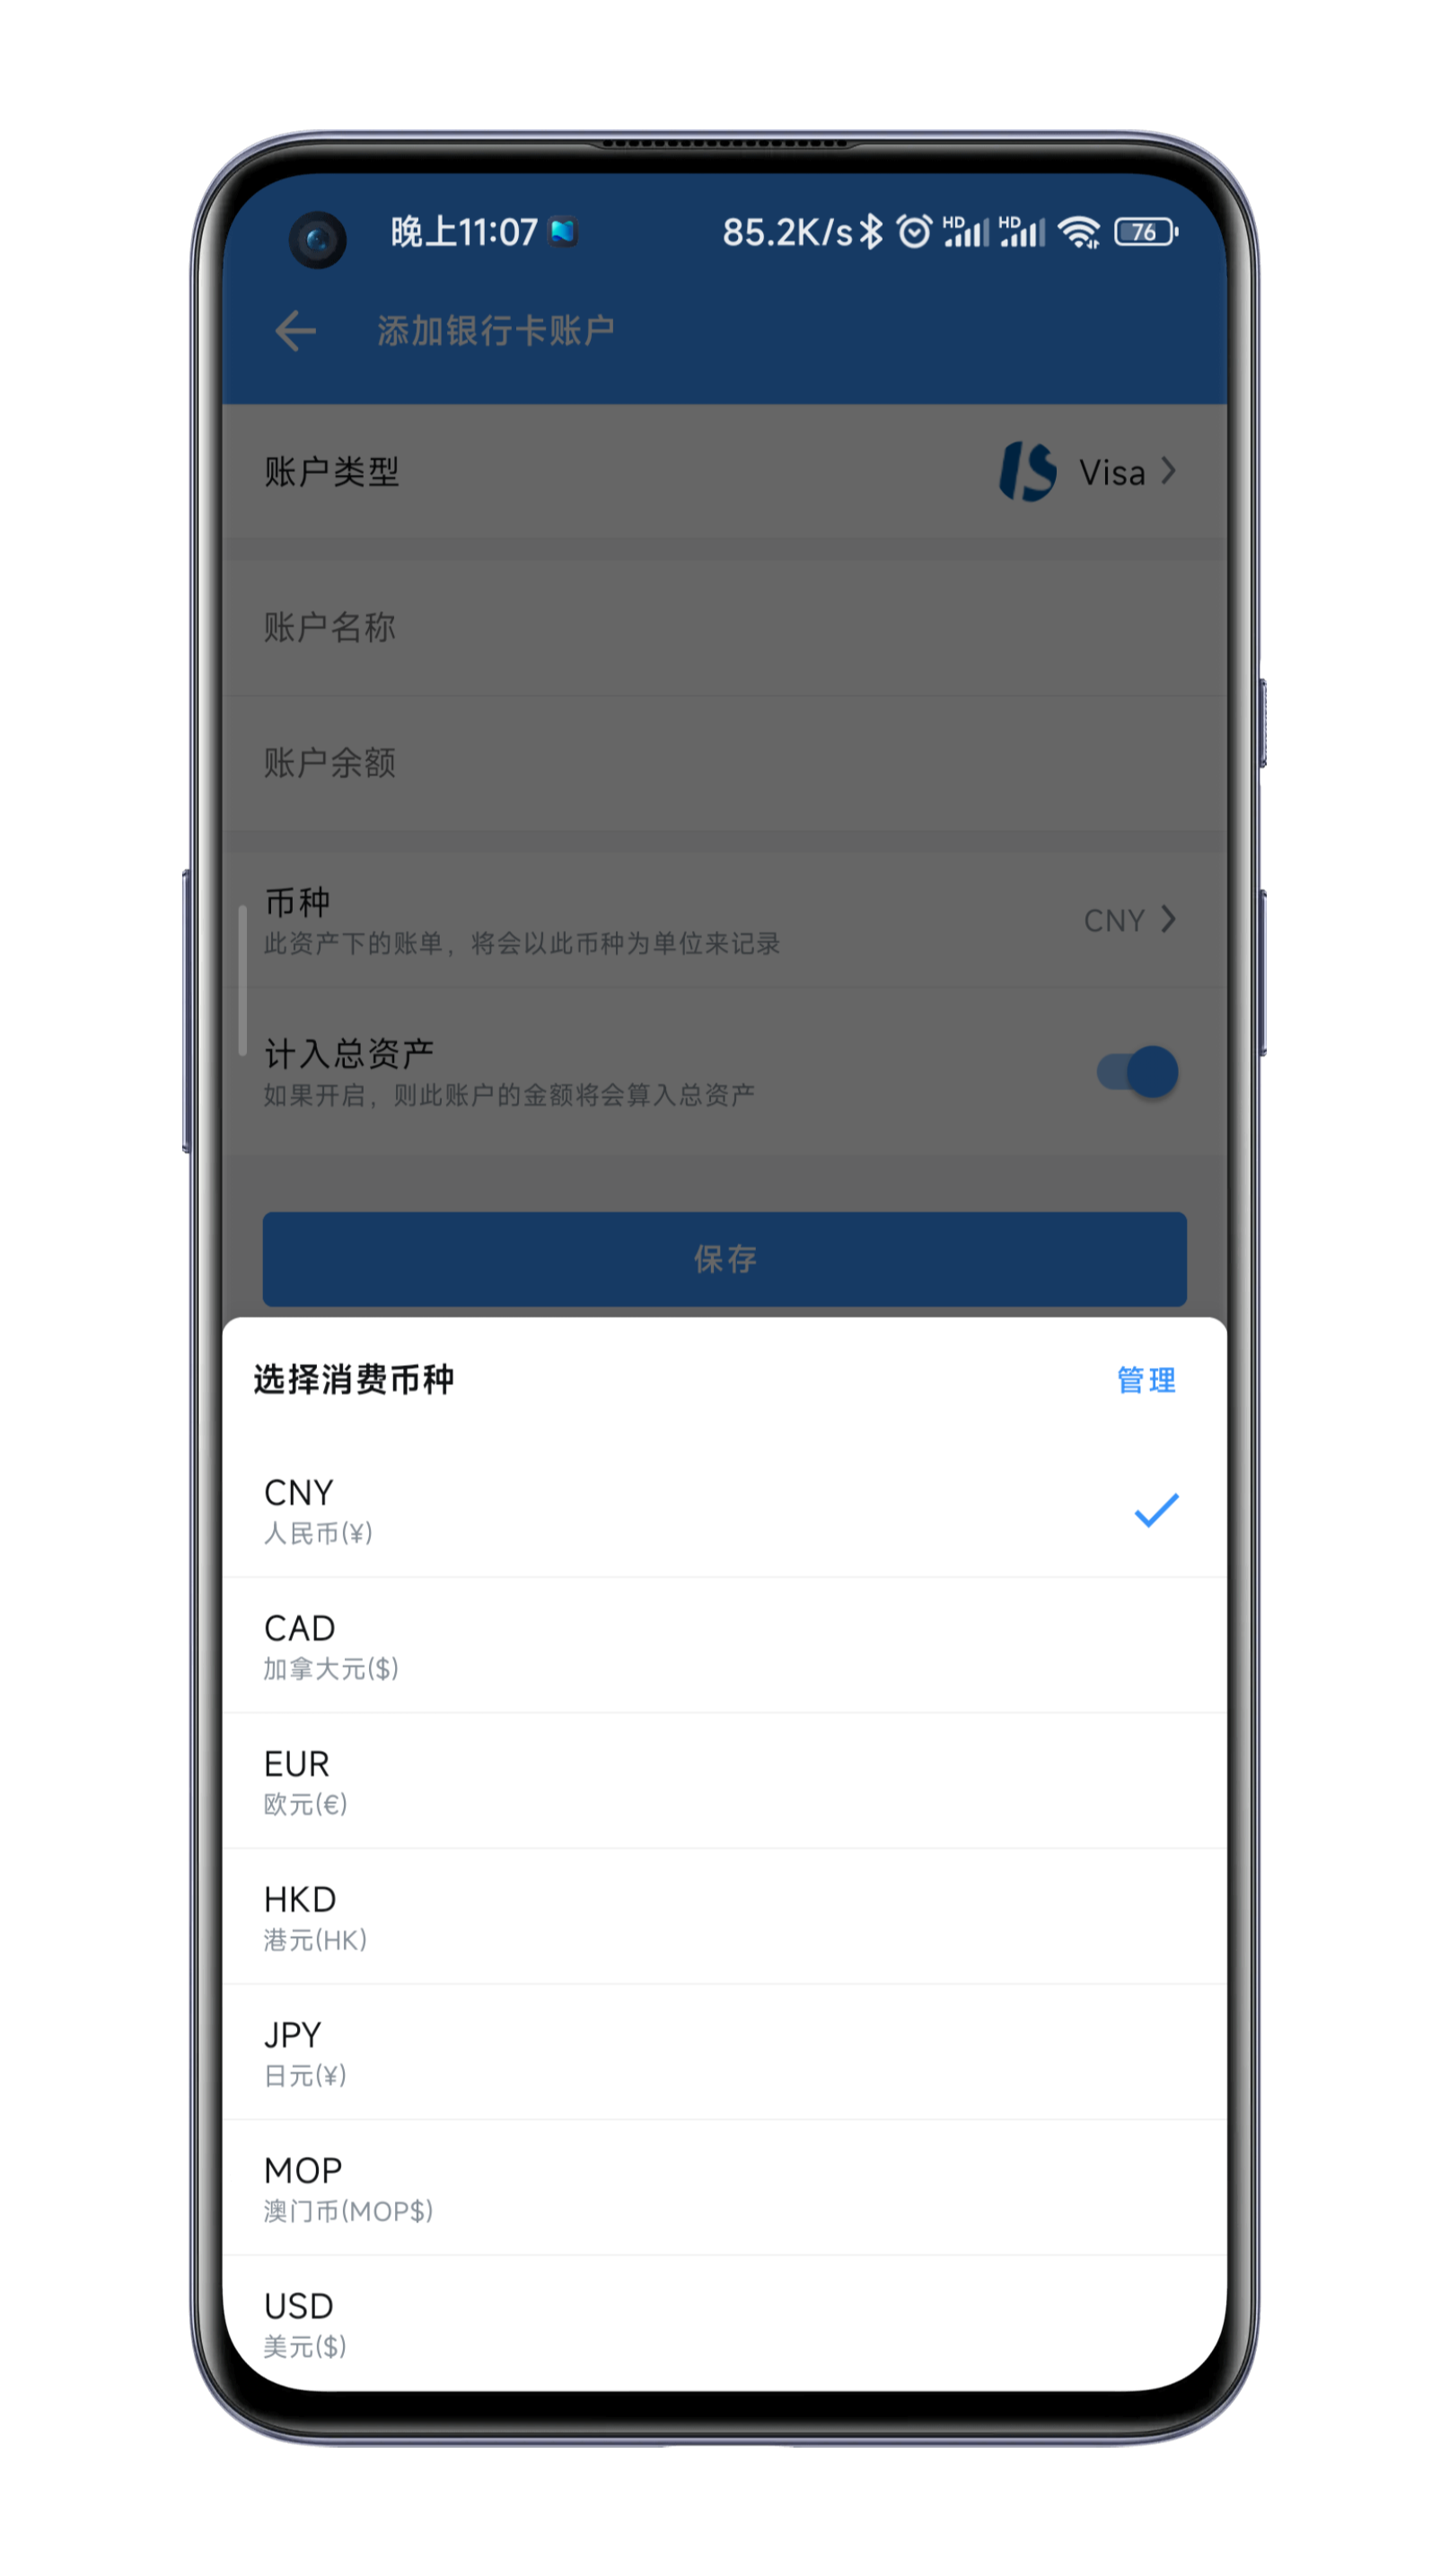 晚上11:07
85.2K/s HD HD 76
添加银行卡账户
账户类型
Visa
账户名称
账户余额
币种
此资产下的账单，将会以此币种为单位来记录
CNY
计入总资产
如果开启，则此账户的金额将会算入总资产
保存
选择消费币种
管理
CNY
人民币(¥)
CAD
加拿大元($)
EUR
欧元(€)
HKD
港元(HK)
JPY
日元(¥)
MOP
澳门币(MOP$)
USD
美元($)